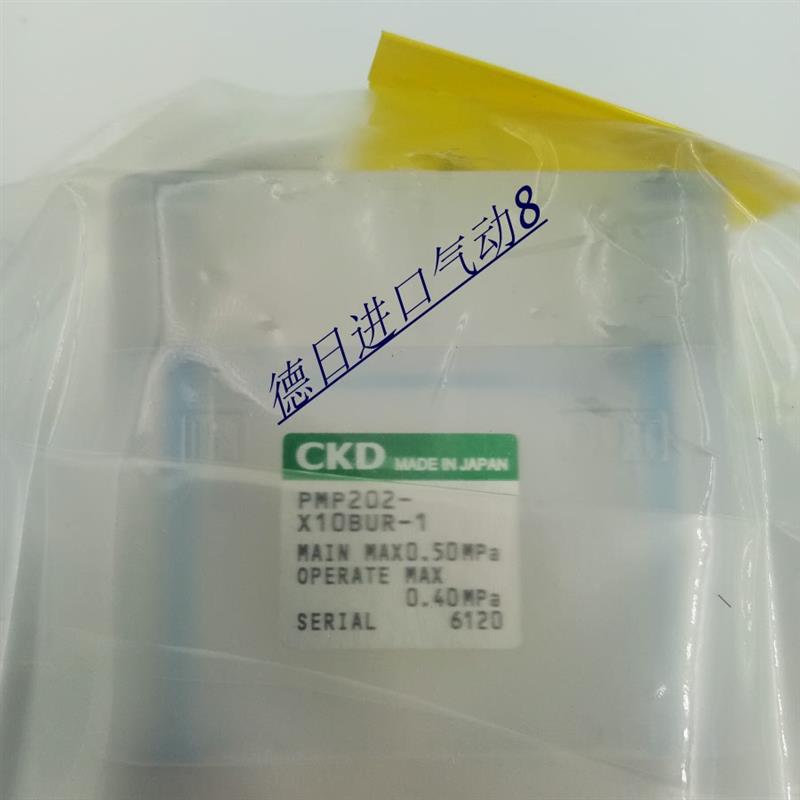 德日进口气动8
CKD MADE IN JAPAN
PMP202-
X10BUR-1
MAIN MAX0.50MPa
OPERATE MAX
0.40MPa
SERIAL 6120